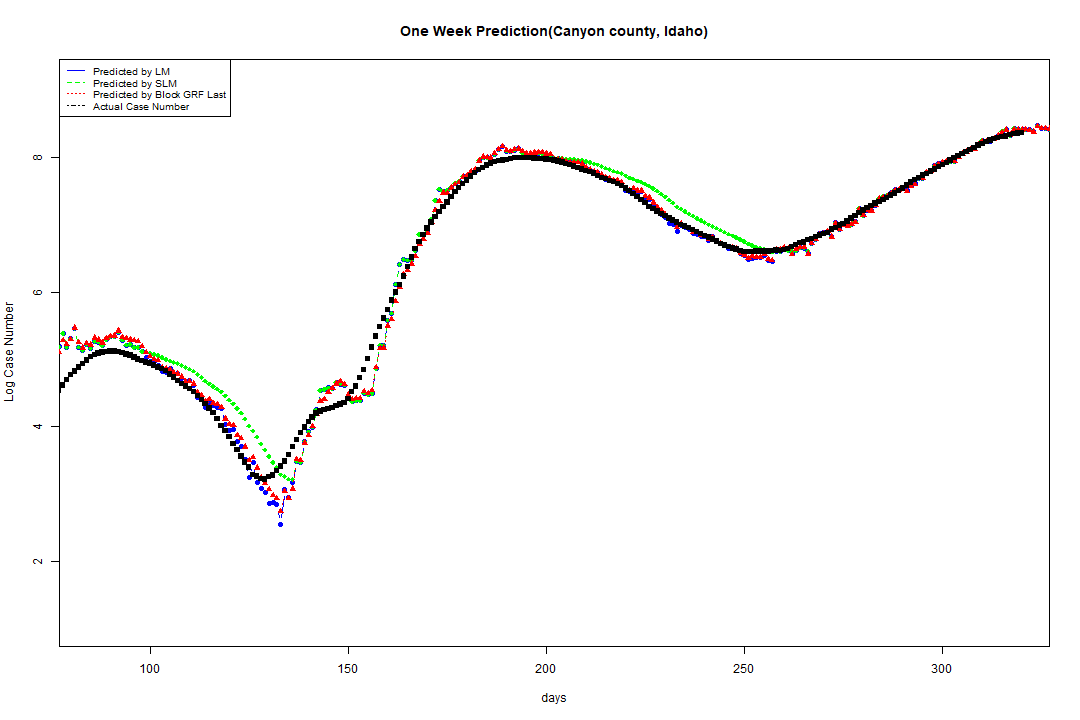 One Week Prediction(Canyon county, Idaho)
Predicted by LM
Predicted by SLM
Predicted by Block GRF Last
Actual Case Number
8
6
4
2
Log Case Number
100 150 200 250 300
days